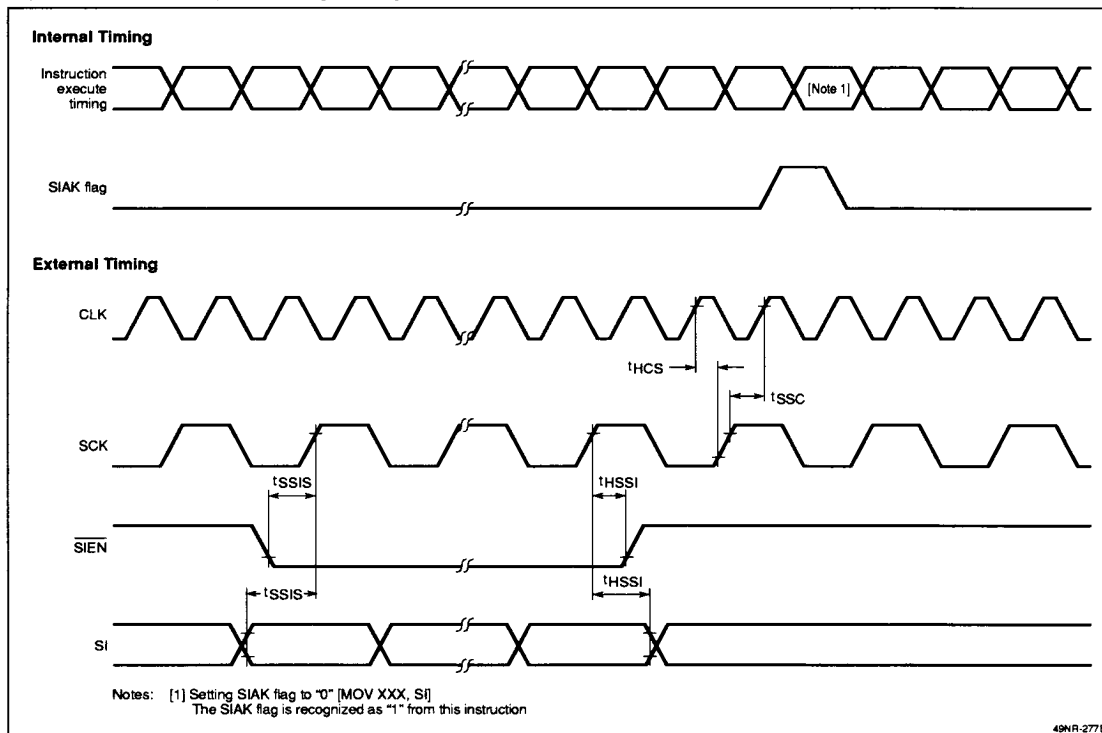 Internal Timing
Instruction
execute
timing
[Note 1]
SIAK flag
External Timing
CLK
tHCS
tSSC
SCK
tSSIS
tHSSI
SIEN
tSSIS
tHSSI
SI
Notes: [1] Setting SIAK flag to "0" [MOV XXX, SI]
The SIAK flag is recognized as "1" from this instruction